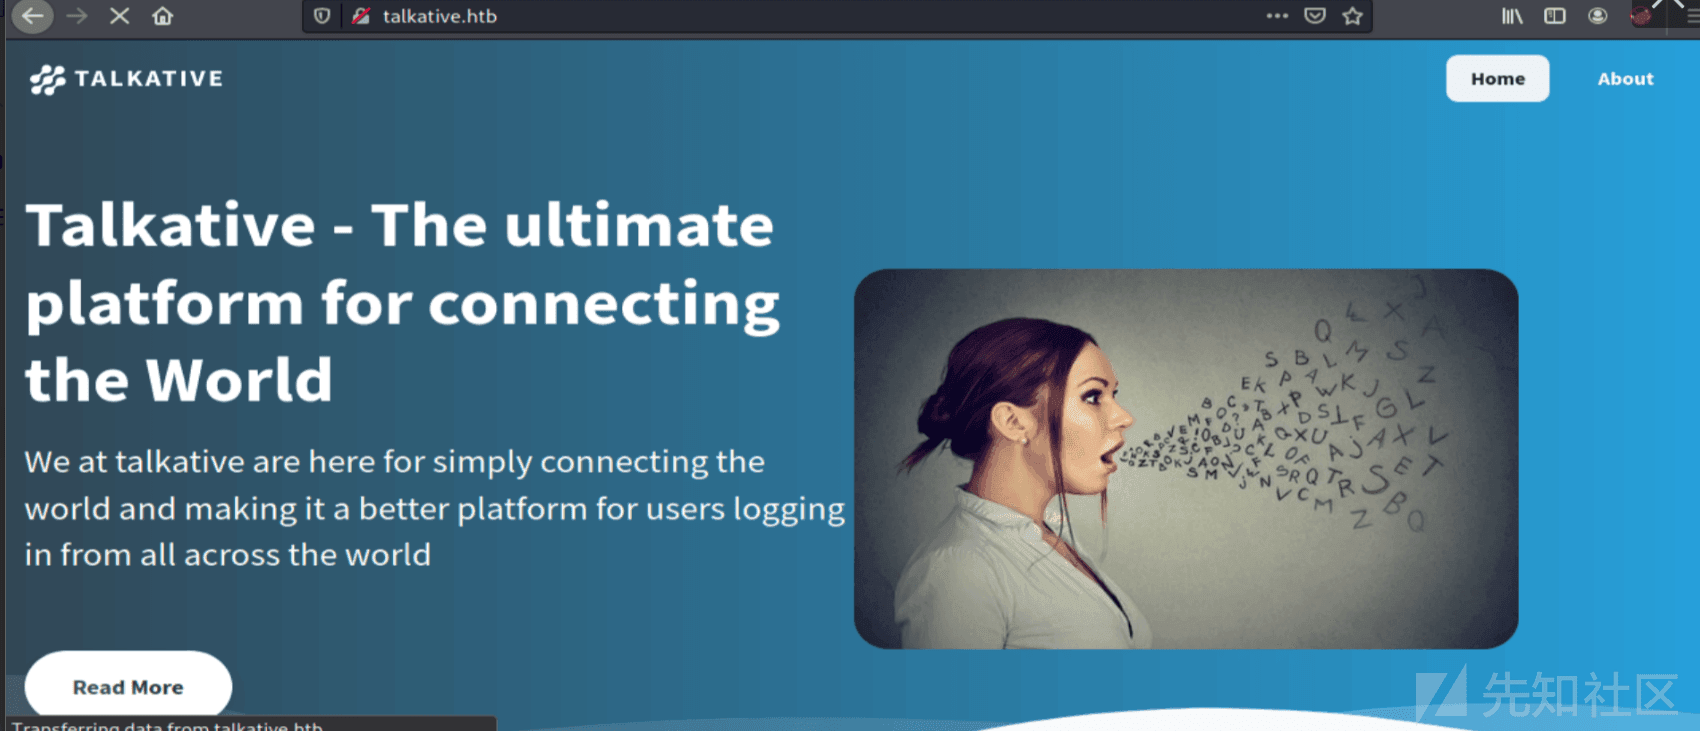 talkative.htb
TALKATIVE
Home
About
Talkative - The ultimate
platform for connecting
the World
We at talkative are here for simply connecting the
world and making it a better platform for users logging
in from all across the world
Read More
Transferring data from talkative.htb
先知社区